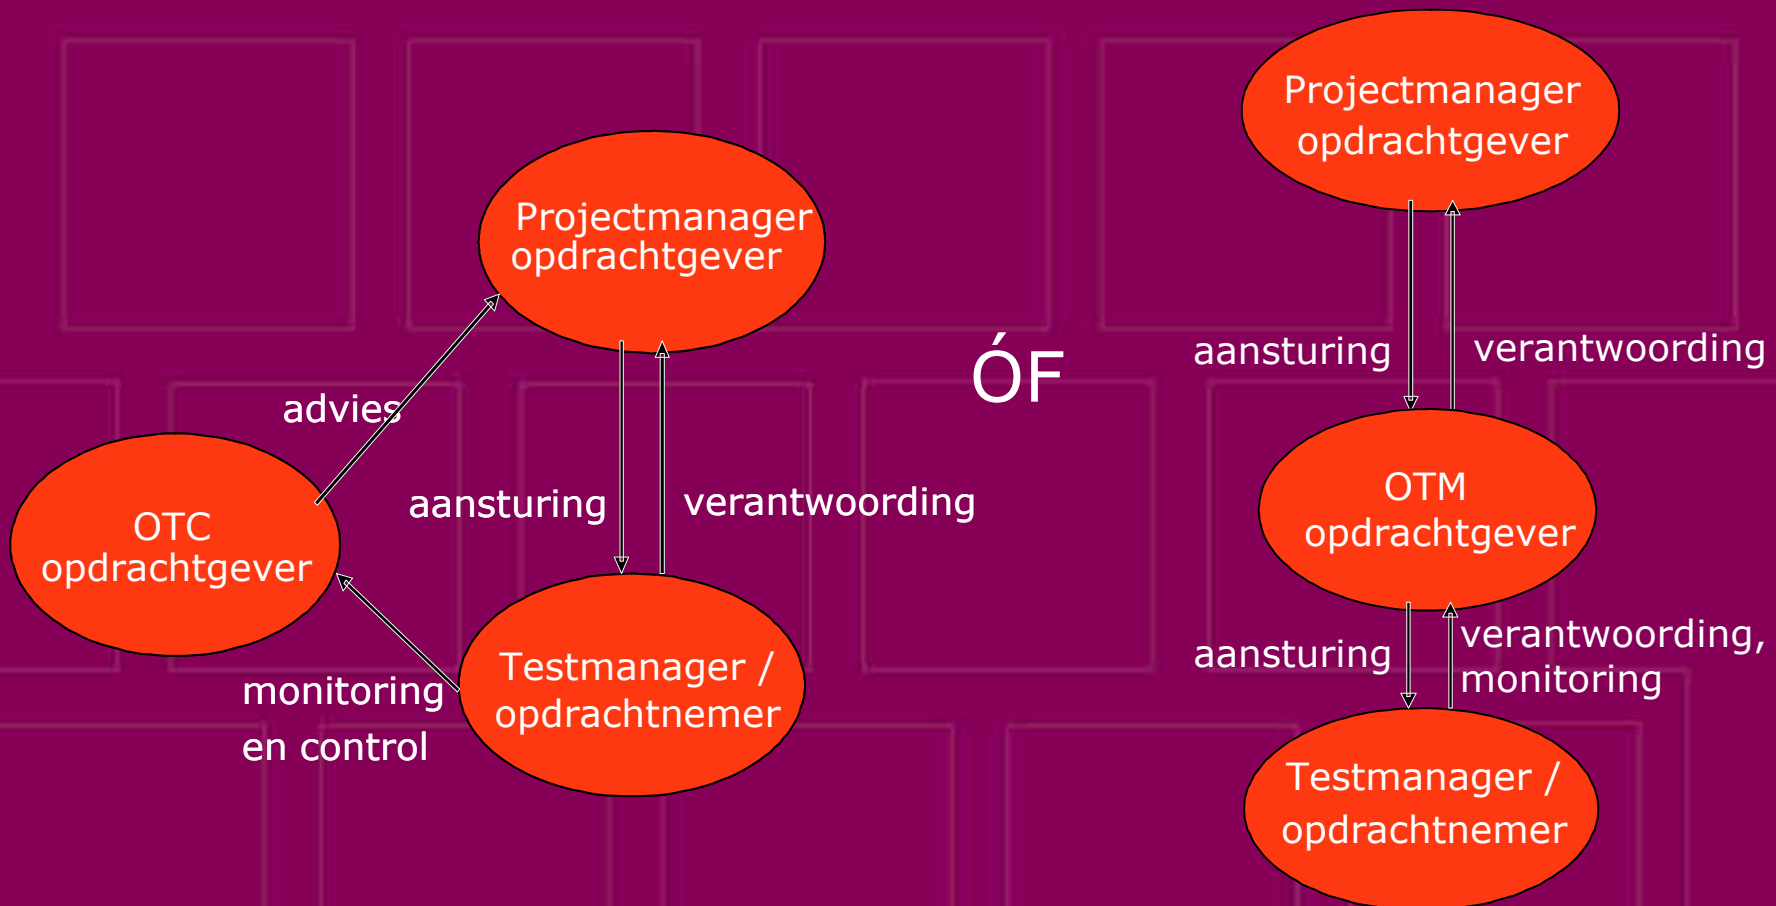 Projectmanager
opdrachtgever
advies
OTC
opdrachtgever
aansturing
verantwoording
monitoring
en control
Testmanager /
opdrachtnemer
ÓF
Projectmanager
opdrachtgever
aansturing
verantwoording
OTM
opdrachtgever
aansturing
verantwoording,
monitoring
Testmanager /
opdrachtnemer